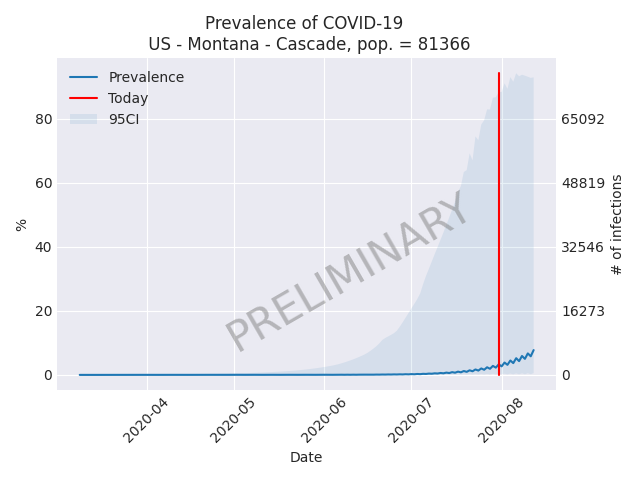 Prevalence of COVID-19
US - Montana - Cascade, pop. = 81366
Prevalence
Today
95CI
80
60
40
20
0
%
65092
48819
32546
16273
0
# of infections
PRELIMINARY
2020-04
2020-05
2020-06
2020-07
2020-08
Date